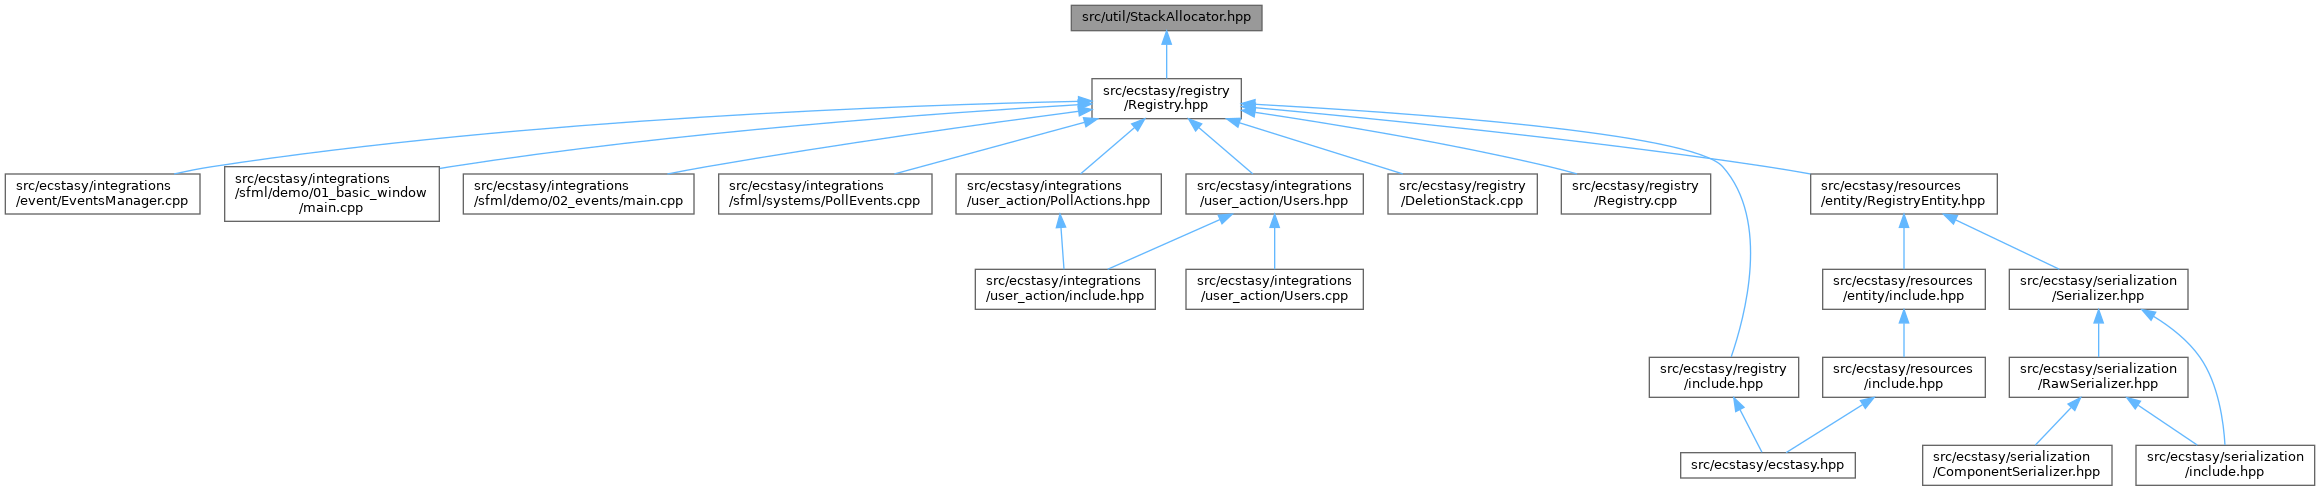 src/util/StackAllocator.hpp
src/ecstasy/registry
/Registry.hpp
src/ecstasy/integrations
/event/EventsManager.cpp
src/ecstasy/integrations
/sfml/demo/01_basic_window
/main.cpp
src/ecstasy/integrations
/sfml/demo/02_events/main.cpp
src/ecstasy/integrations
/sfml/systems/PollEvents.cpp
src/ecstasy/integrations
/user_action/PollActions.hpp
src/ecstasy/integrations
/user_action/Users.hpp
src/ecstasy/registry
/DeletionStack.cpp
src/ecstasy/registry
/Registry.cpp
src/ecstasy/resources
/entity/RegistryEntity.hpp
src/ecstasy/integrations
/user_action/include.hpp
src/ecstasy/integrations
/user_action/Users.cpp
src/ecstasy/resources
/entity/include.hpp
src/ecstasy/serialization
/Serializer.hpp
src/ecstasy/registry
/include.hpp
src/ecstasy/resources
/include.hpp
src/ecstasy/serialization
/RawSerializer.hpp
src/ecstasy/ecstasy.hpp
src/ecstasy/serialization
/ComponentSerializer.hpp
src/ecstasy/serialization
/include.hpp